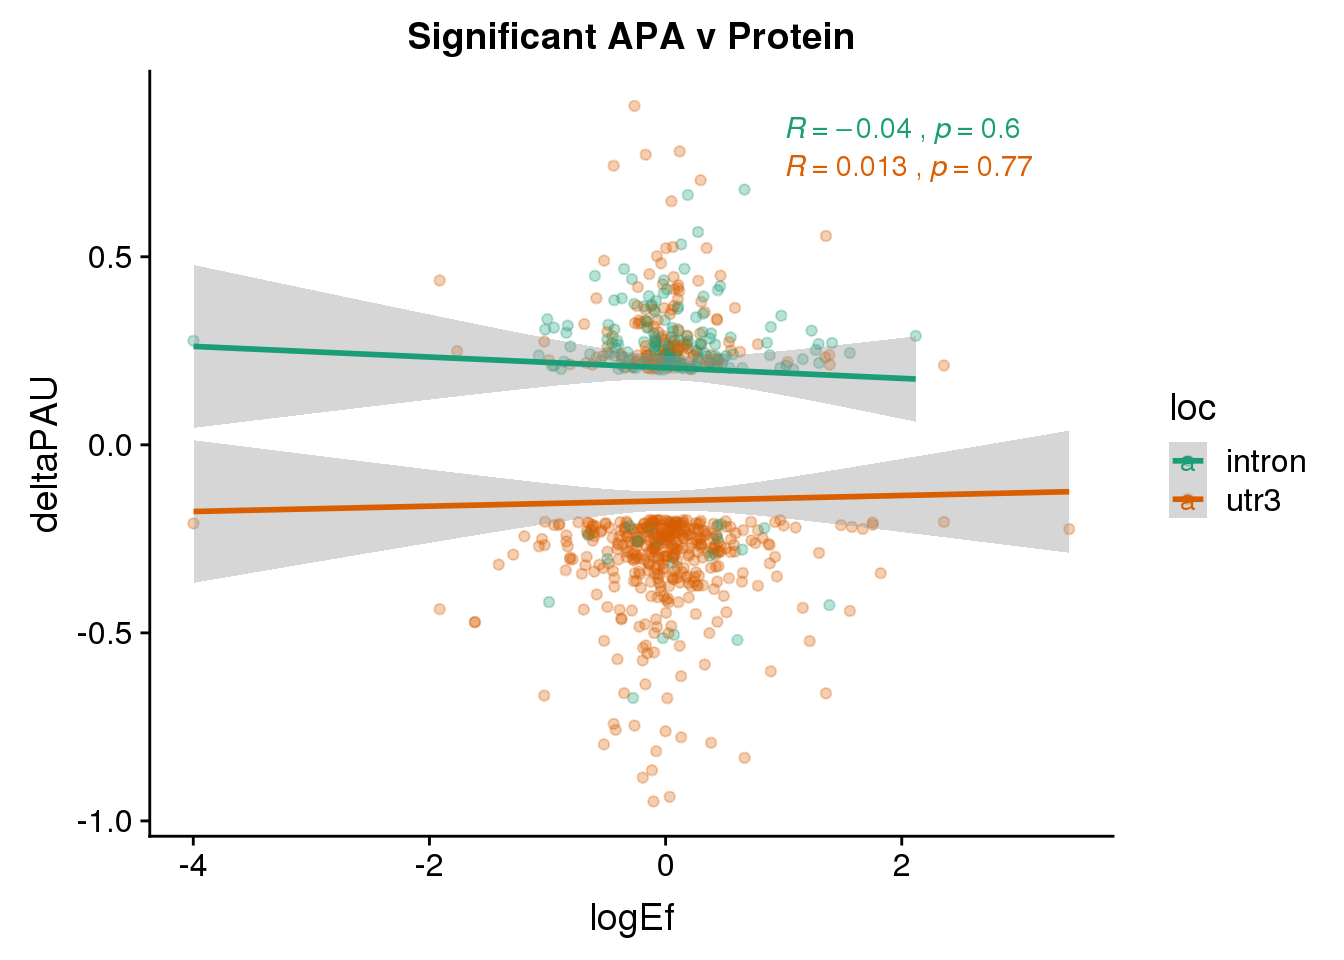 Significant APA v Protein
R = −0.04 , p = 0.6
R = 0.013 , p = 0.77
0.5
0.0
-0.5
-1.0
deltaPAU
-4 -2 0 2
logEf
loc
a intron
a utr3